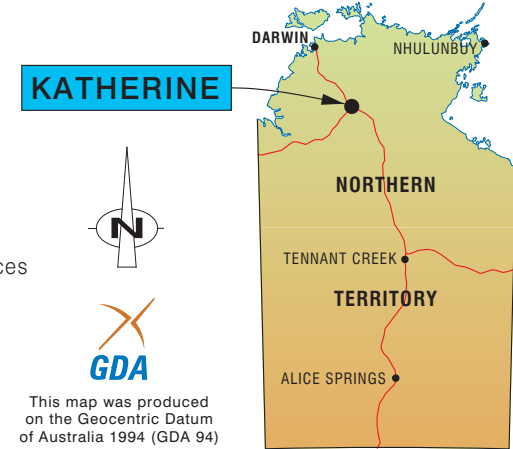 DARWIN
NHULUNBUY
KATHERINE
NORTHERN
N
TENNANT CREEK
TERRITORY
GDA
ALICE SPRINGS
This map was produced
on the Geocentric Datum
of Australia 1994 (GDA 94)